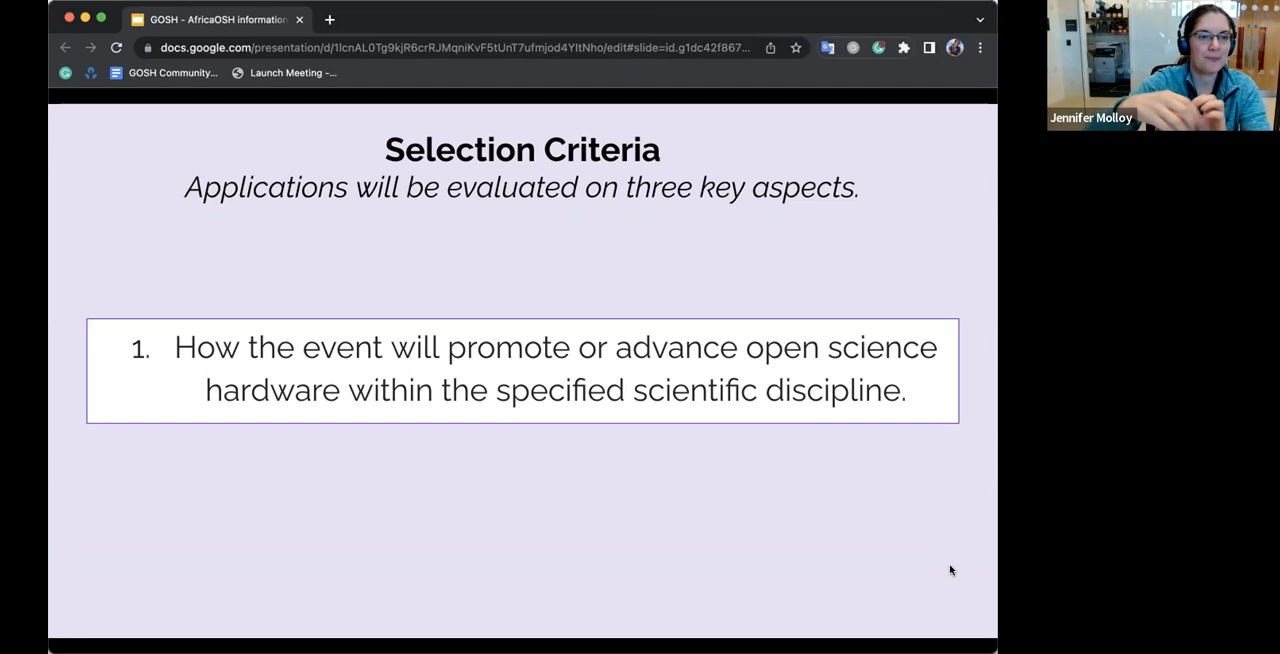 GOSH - AfricaOSH information
docs.google.com/presentation/d/1lcnAL0Tg9kjR6crRJMqniKvF5tUnT7ufmjod4YItNho/edit#slide=id.g1dc42f867...
GOSH Community...
Launch Meeting -...
Jennifer Molloy
Selection Criteria
Applications will be evaluated on three key aspects.
1. How the event will promote or advance open science
hardware within the specified scientific discipline.